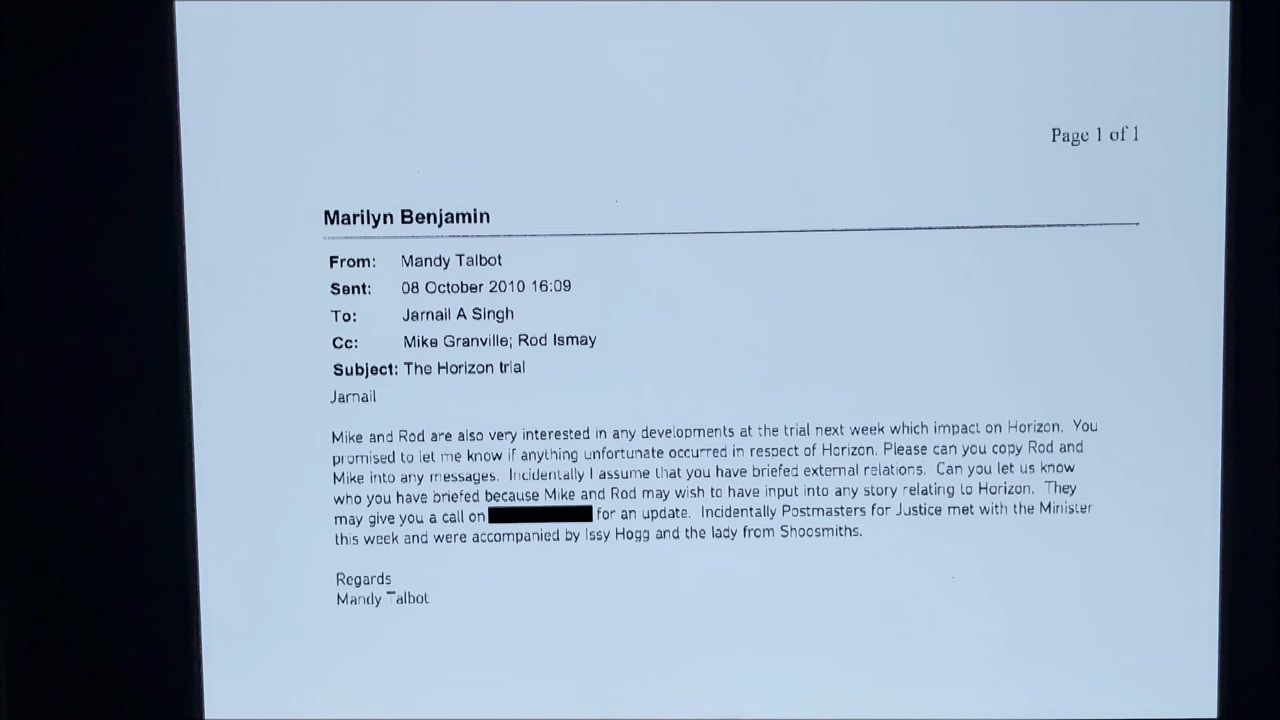 Page 1 of 1
Marilyn Benjamin
From: Mandy Talbot
Sent: 08 October 2010 16:09
To: Jarnail A Singh
Cc: Mike Granville; Rod Ismay
Subject: The Horizon trial
Jarnail
Mike and Rod are also very interested in any developments at the trial next week which impact on Horizon. You
promised to let me know if anything unfortunate occurred in respect of Horizon. Please can you copy Rod and
Mike into any messages. Incidentally I assume that you have briefed external relations. Can you let us know
who you have briefed because Mike and Rod may wish to have input into any story relating to Horizon. They
may give you a call on for an update. Incidentally Postmasters for Justice met with the Minister
this week and were accompanied by Issy Hogg and the lady from Shoosmiths.
Regards
Mandy Talbot